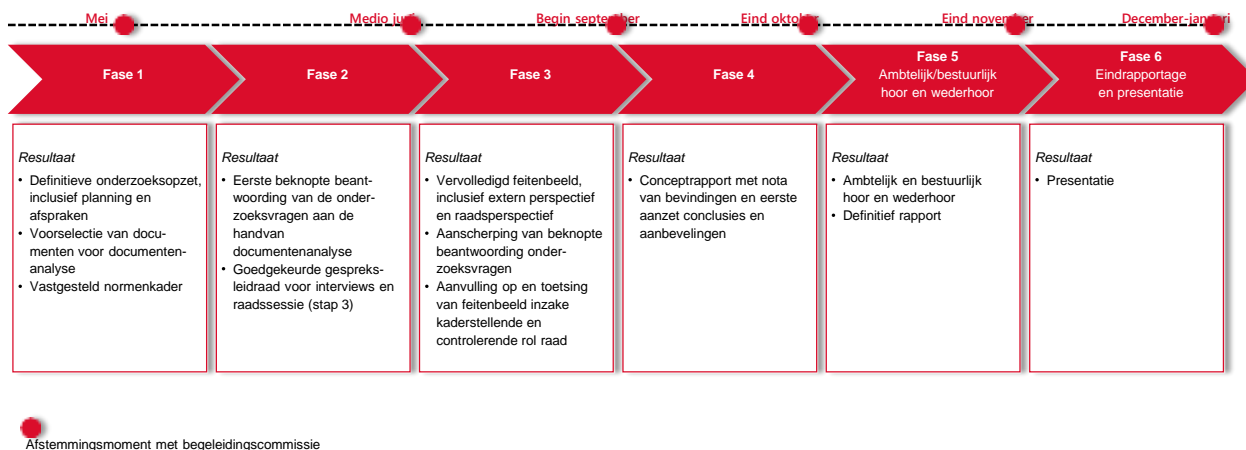 Mei
Medio juni
Begin september
Eind oktober
Eind november
December-januari
Fase 1
Fase 2
Fase 3
Fase 4
Fase 5
Ambtelijk/bestuurlijk
hoor en wederhoor
Fase 6
Eindrapportage
en presentatie
Resultaat
• Definitieve onderzoeksopzet,
inclusief planning en
afspraken
• Voorselectie van docu-
menten voor documenten-
analyse
• Vastgesteld normenkader
Resultaat
• Eerste beknopte beant-
woording van de onder-
zoeksvragen aan de
handvan
documentenanalyse
• Goedgekeurde gespreks-
leidraad voor interviews en
raadssessie (stap 3)
Resultaat
• Vervolledigd feitenbeeld,
inclusief extern perspectief
en raadsperspectief
• Aanscherping van beknopte
beantwoording onder-
zoeksvragen
• Aanvulling op en toetsing
van feitenbeeld inzake
kaderstellende en
controlerende rol raad
Resultaat
• Conceptrapport met nota
van bevindingen en eerste
aanzet conclusies en
aanbevelingen
Resultaat
• Ambtelijk en bestuurlijk
hoor en wederhoor
• Definitief rapport
Resultaat
• Presentatie
Afstemmingsmoment met begeleidingscommissie